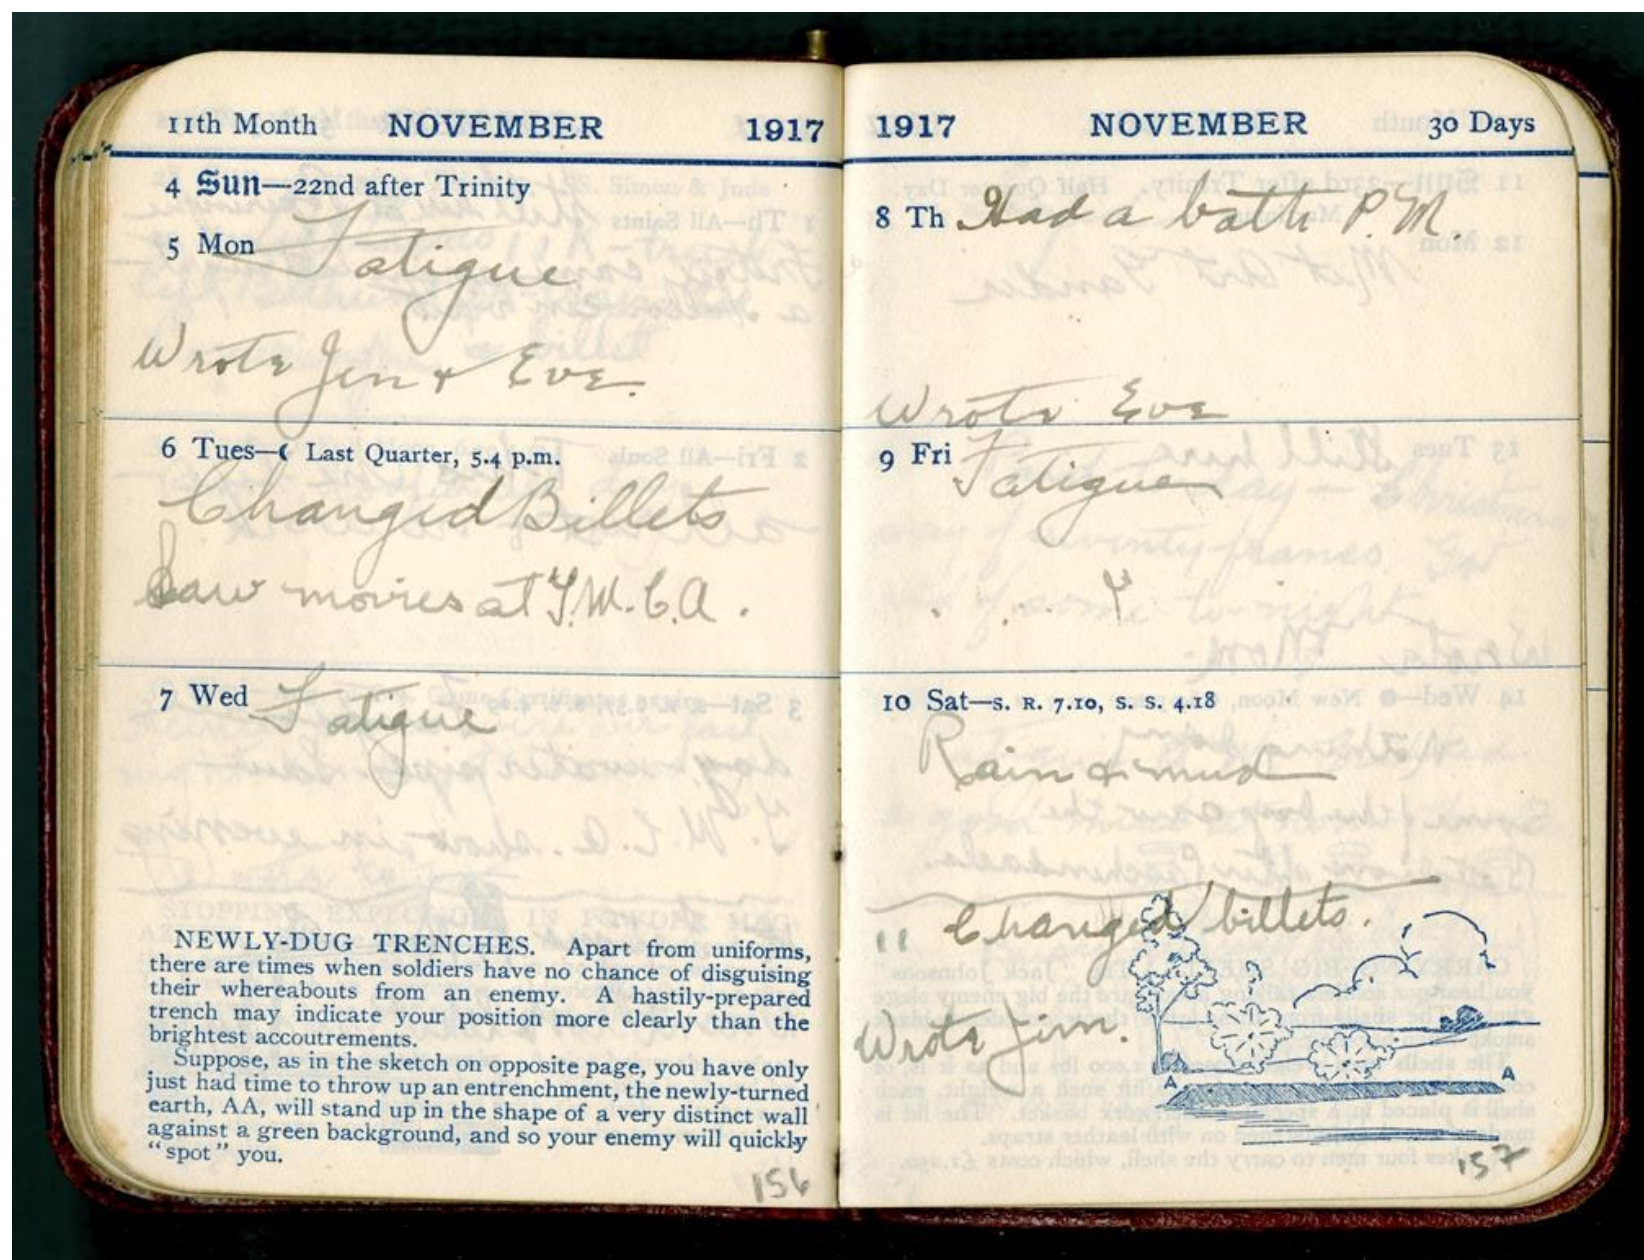 11th Month NOVEMBER 1917
4 Sun—22nd after Trinity
5 Mon Fatigue
Wrote Jen & Eve.
6 Tues—☾ Last Quarter, 5.4 p.m.
Changed Billets
Saw movies at Y.M.C.A.
7 Wed Fatigue
NEWLY-DUG TRENCHES. Apart from uniforms,
there are times when soldiers have no chance of disguising
their whereabouts from an enemy. A hastily-prepared
trench may indicate your position more clearly than the
brightest accoutrements.
Suppose, as in the sketch on opposite page, you have only
just had time to throw up an entrenchment, the newly-turned
earth, AA, will stand up in the shape of a very distinct wall
against a green background, and so your enemy will quickly
"spot" you.
156
1917 NOVEMBER 30 Days
8 Th Had a bath P.M.
Wrote Eve
9 Fri Fatigue
10 Sat—S. R. 7.10, S. S. 4.18
Rain & mud
" Changed billets.
Wrote Jim.
A A
157